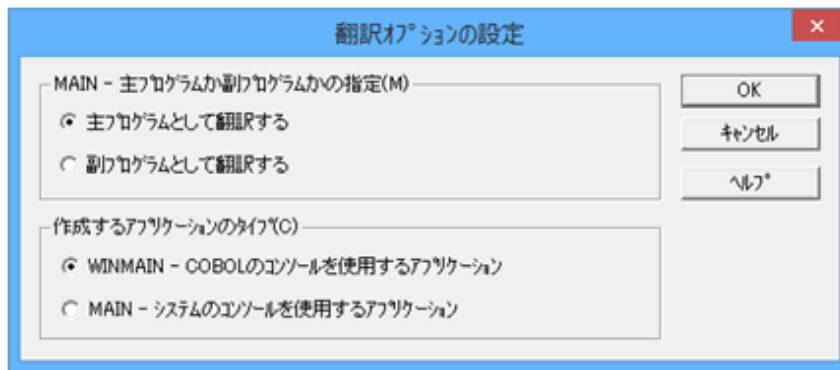 翻訳ｵﾌﾟｼｮﾝの設定
MAIN - 主ﾌﾟﾛｸﾞﾗﾑか副ﾌﾟﾛｸﾞﾗﾑかの指定(M)
主ﾌﾟﾛｸﾞﾗﾑとして翻訳する
副ﾌﾟﾛｸﾞﾗﾑとして翻訳する
OK
ｷｬﾝｾﾙ
ﾍﾙﾌﾟ
作成するｱﾌﾟﾘｹｰｼｮﾝのﾀｲﾌﾟ(C)
WINMAIN - COBOLのｺﾝｿｰﾙを使用するｱﾌﾟﾘｹｰｼｮﾝ
MAIN - ｼｽﾃﾑのｺﾝｿｰﾙを使用するｱﾌﾟﾘｹｰｼｮﾝ